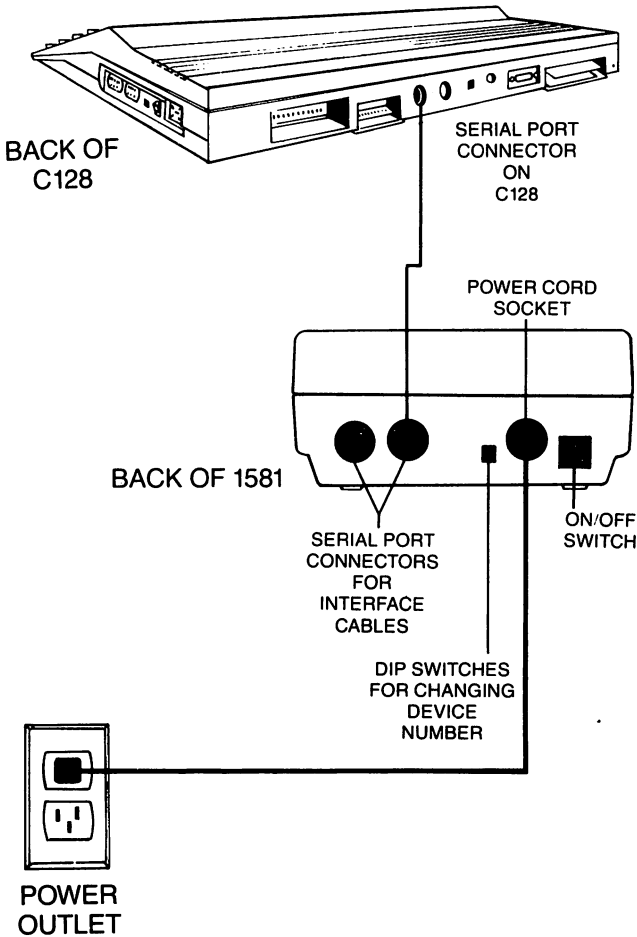 BACK OF
C128
SERIAL PORT
CONNECTOR
ON
C128
POWER CORD
SOCKET
BACK OF 1581
ON/OFF
SWITCH
SERIAL PORT
CONNECTORS
FOR
INTERFACE
CABLES
DIP SWITCHES
FOR CHANGING
DEVICE
NUMBER
POWER
OUTLET